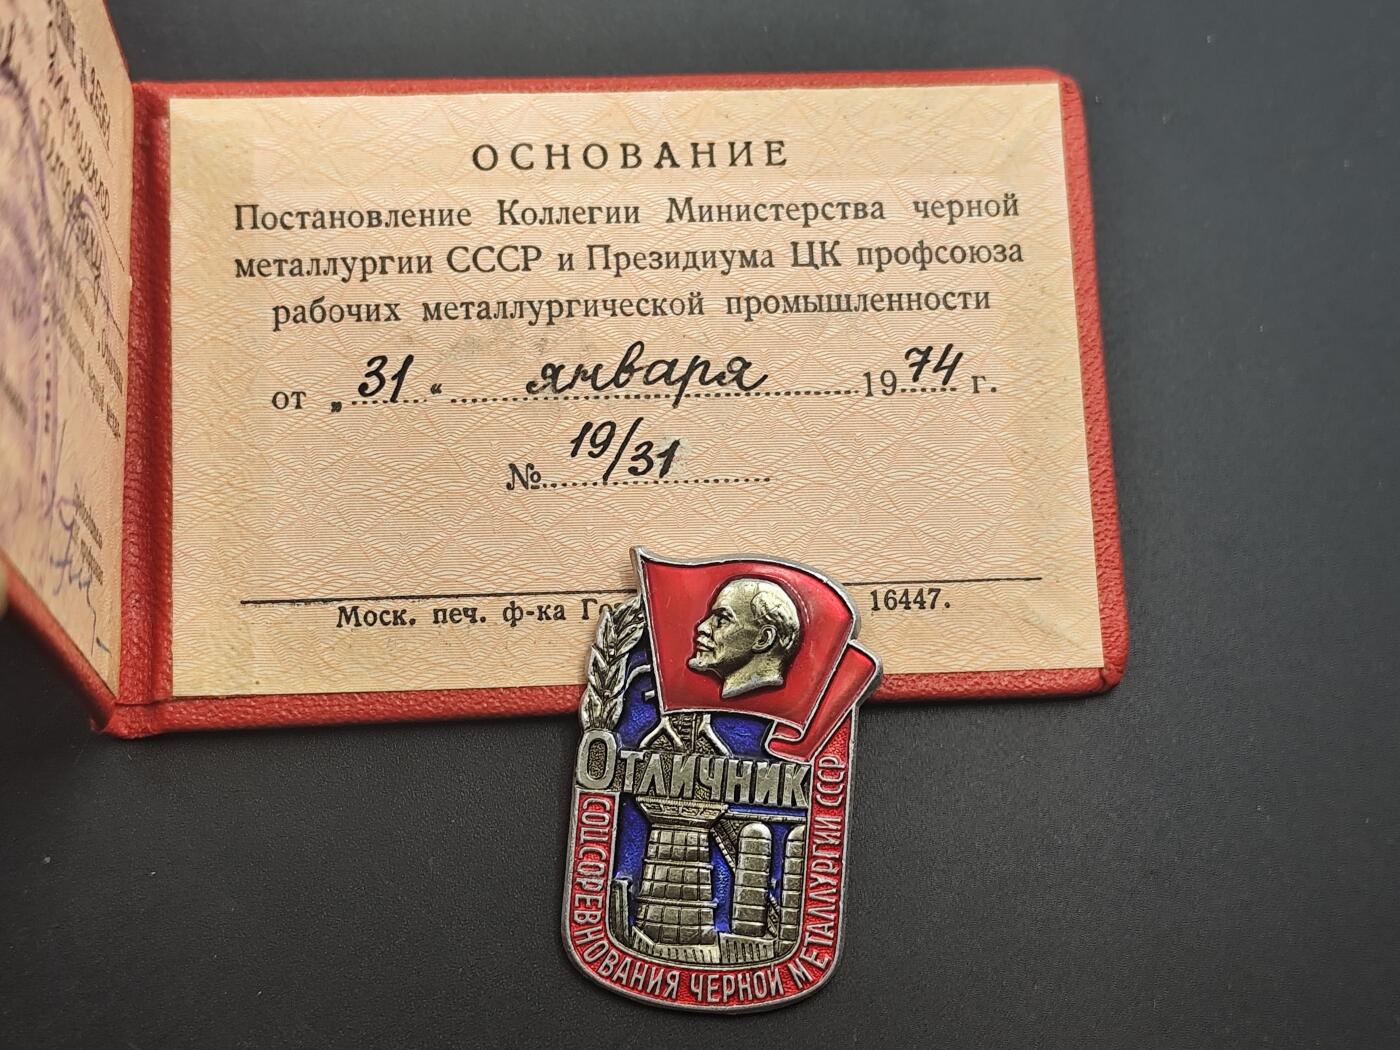 ОСНОВАНИЕ
Постановление Коллегии Министерства черной
металлургии СССР и Президиума ЦК профсоюза
рабочих металлургической промышленности
от „31“ января 1974 г.
№ 19/31
Моск. печ. ф-ка Го 16447.
ОТЛИЧНИК
СОЦСОРЕВНОВАНИЯ ЧЕРНОЙ МЕТАЛЛУРГИИ СССР